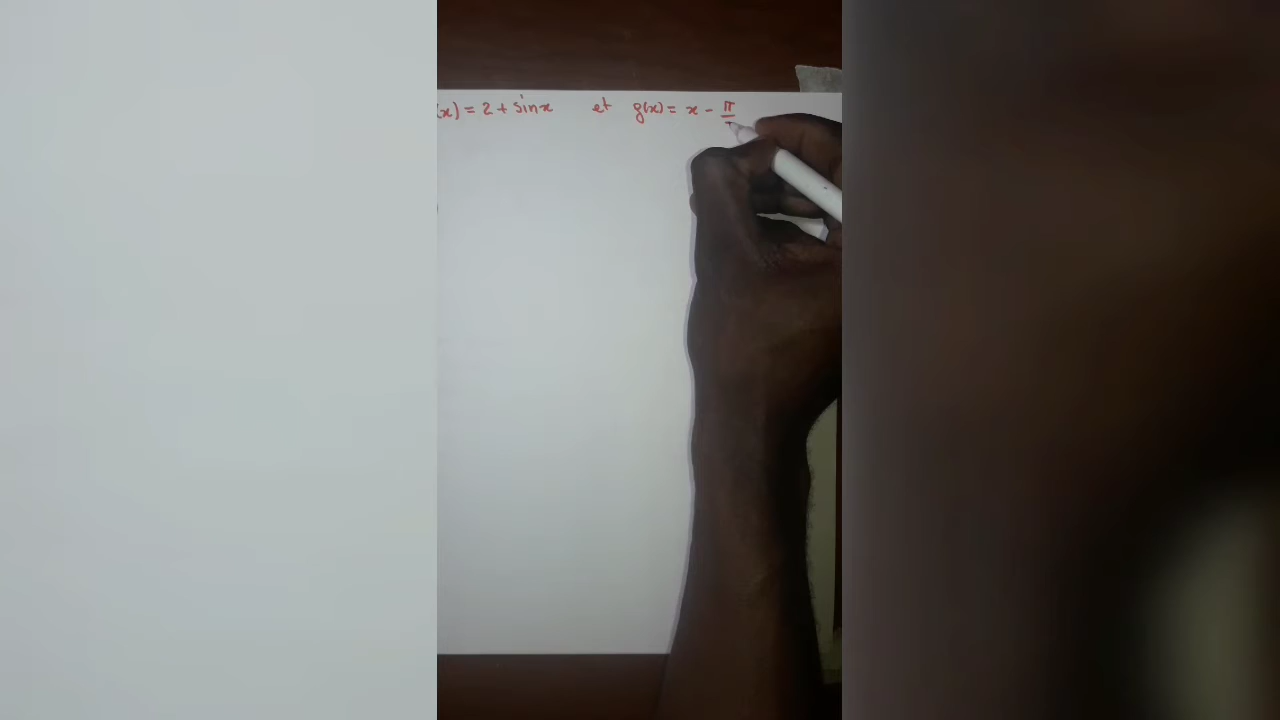 (x) = 2 + sin x et g(x) = x - π